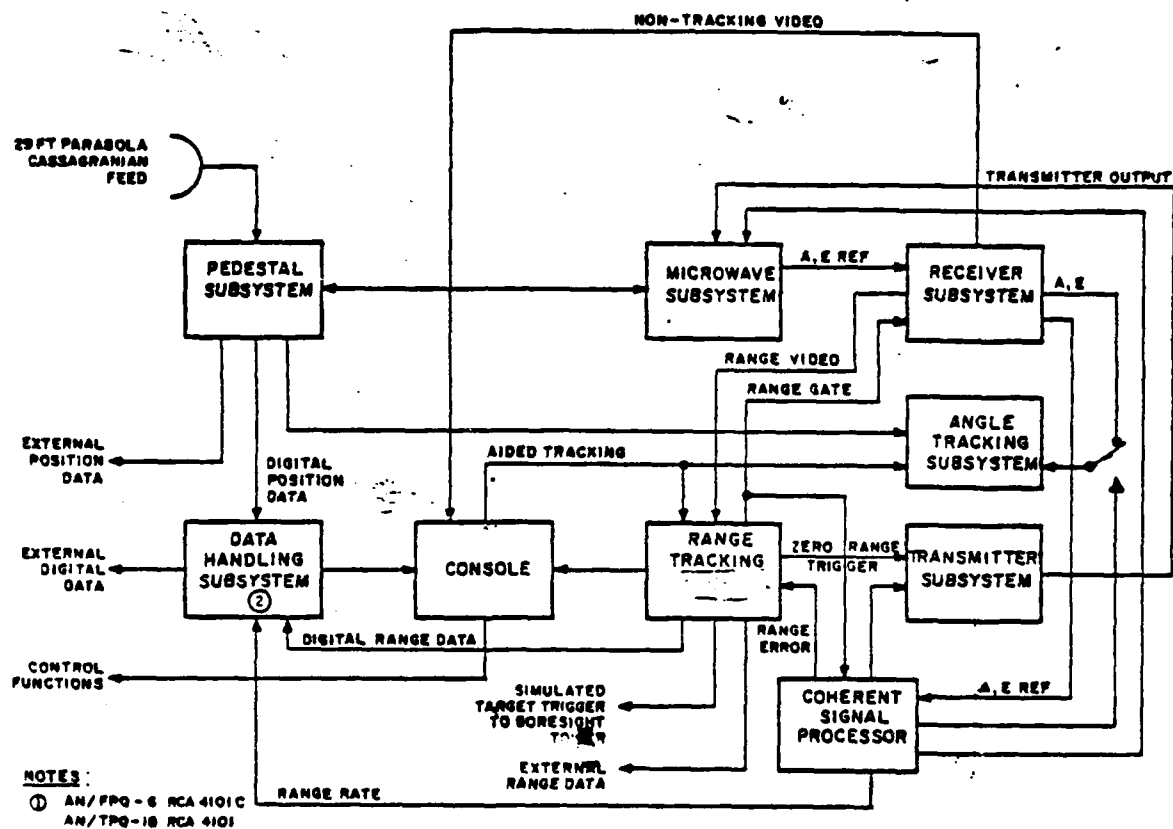 NON-TRACKING VIDEO
29 FT PARABOLA
CASSAGRANIAN
FEED
TRANSMITTER OUTPUT
PEDESTAL
SUBSYSTEM
MICROWAVE
SUBSYSTEM
A, E REF
RECEIVER
SUBSYSTEM
A, E
RANGE VIDEO
RANGE GATE
ANGLE
TRACKING
SUBSYSTEM
EXTERNAL
POSITION
DATA
DIGITAL
POSITION
DATA
AIDED TRACKING
EXTERNAL
DIGITAL
DATA
DATA
HANDLING
SUBSYSTEM
②
CONSOLE
RANGE
TRACKING
ZERO RANGE
TRIGGER
TRANSMITTER
SUBSYSTEM
DIGITAL RANGE DATA
RANGE
ERROR
CONTROL
FUNCTIONS
SIMULATED
TARGET TRIGGER
TO BORESIGHT
A, E REF
COHERENT
SIGNAL
PROCESSOR
EXTERNAL
RANGE DATA
RANGE RATE
NOTES:
① AN/FPQ-6 RCA 4101C
AN/TPQ-18 RCA 4101